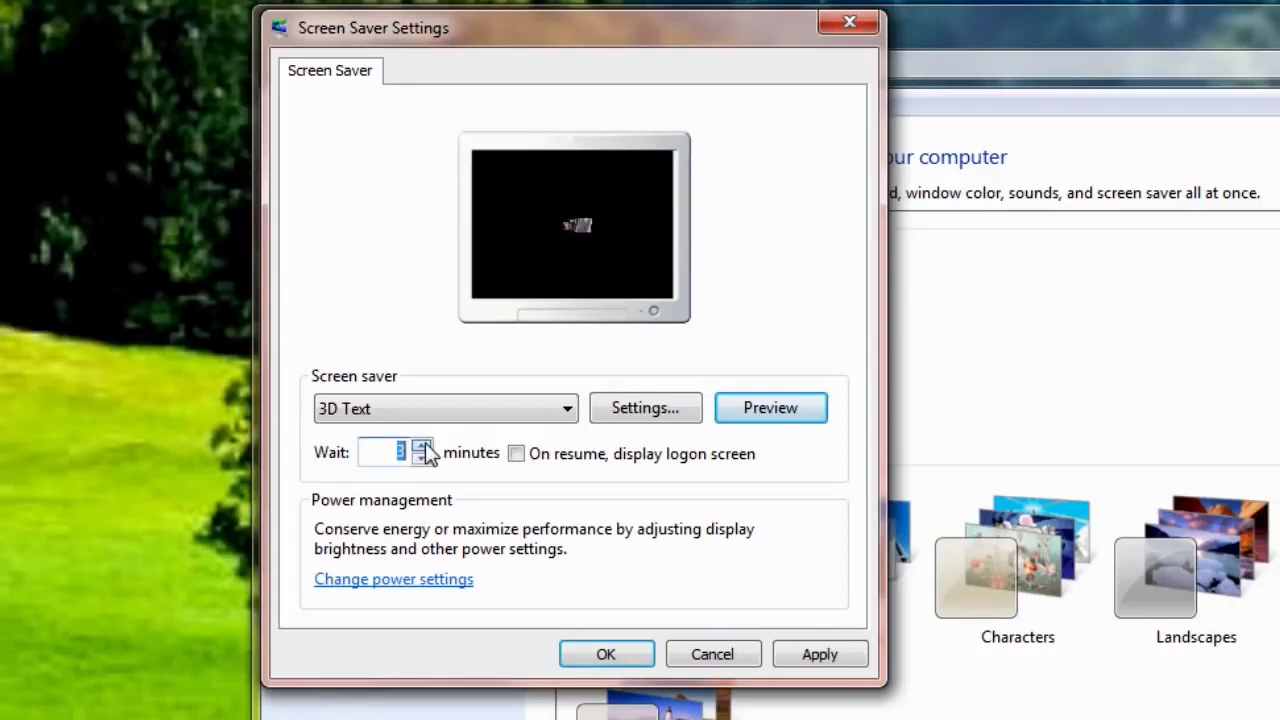 Screen Saver Settings
Screen Saver
our computer
d, window color, sounds, and screen saver all at once.
Screen saver
3D Text
Settings...
Preview
Wait: 3 minutes
On resume, display logon screen
Power management
Conserve energy or maximize performance by adjusting display
brightness and other power settings.
Change power settings
Characters
Landscapes
OK
Cancel
Apply